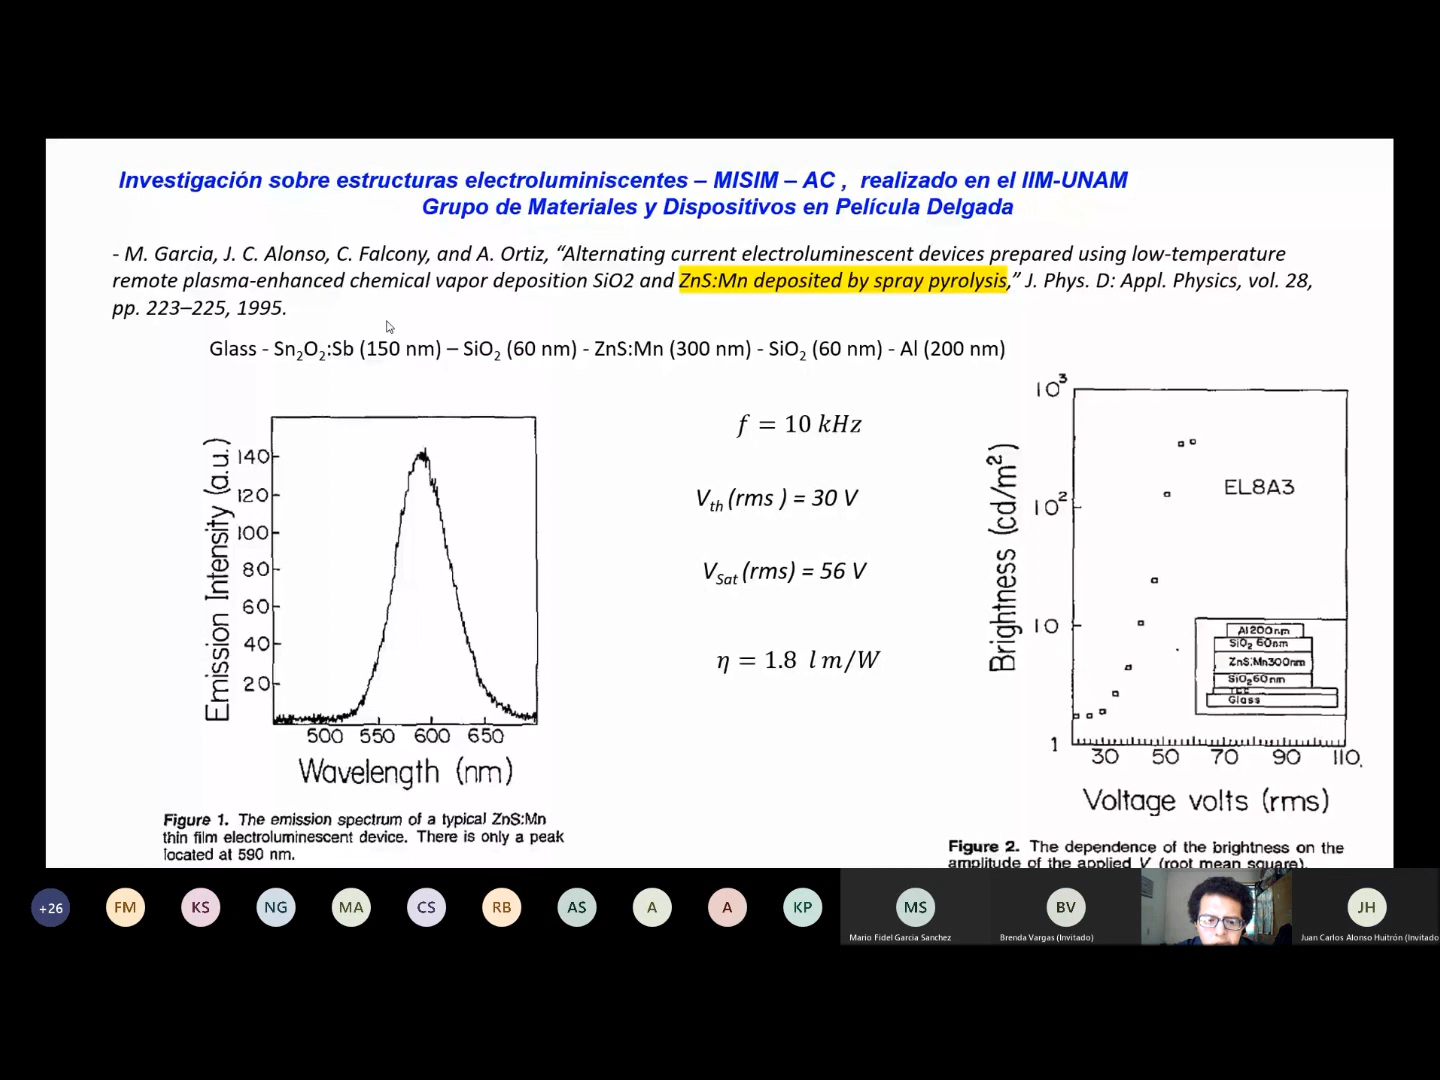 Investigación sobre estructuras electroluminiscentes – MISIM – AC , realizado en el IIM-UNAM
Grupo de Materiales y Dispositivos en Película Delgada
- M. Garcia, J. C. Alonso, C. Falcony, and A. Ortiz, “Alternating current electroluminescent devices prepared using low-temperature
remote plasma-enhanced chemical vapor deposition SiO2 and ZnS:Mn deposited by spray pyrolysis,” J. Phys. D: Appl. Physics, vol. 28,
pp. 223–225, 1995.
Glass - Sn₂O₂:Sb (150 nm) – SiO₂ (60 nm) - ZnS:Mn (300 nm) - SiO₂ (60 nm) - Al (200 nm)
Emission Intensity (a.u.)
140
120
100
80
60
40
20
500 550 600 650
Wavelength (nm)
Figure 1. The emission spectrum of a typical ZnS:Mn
thin film electroluminescent device. There is only a peak
located at 590 nm.
f = 10 kHz
V_th (rms ) = 30 V
V_Sat (rms) = 56 V
η = 1.8 lm/W
Brightness (cd/m²)
10³
10²
10
1
EL8A3
Al200nm
SiO₂ 60nm
ZnS:Mn300nm
SiO₂60nm
Glass
30 50 70 90 110
Voltage volts (rms)
Figure 2. The dependence of the brightness on the
amplitude of the applied V (root mean square).
+26 FM KS NG MA CS RB AS A A KP MS BV JH
Mario Fidel García Sanchez
Brenda Vargas (Invitado)
Juan Carlos Alonso Huitrón (Invitado